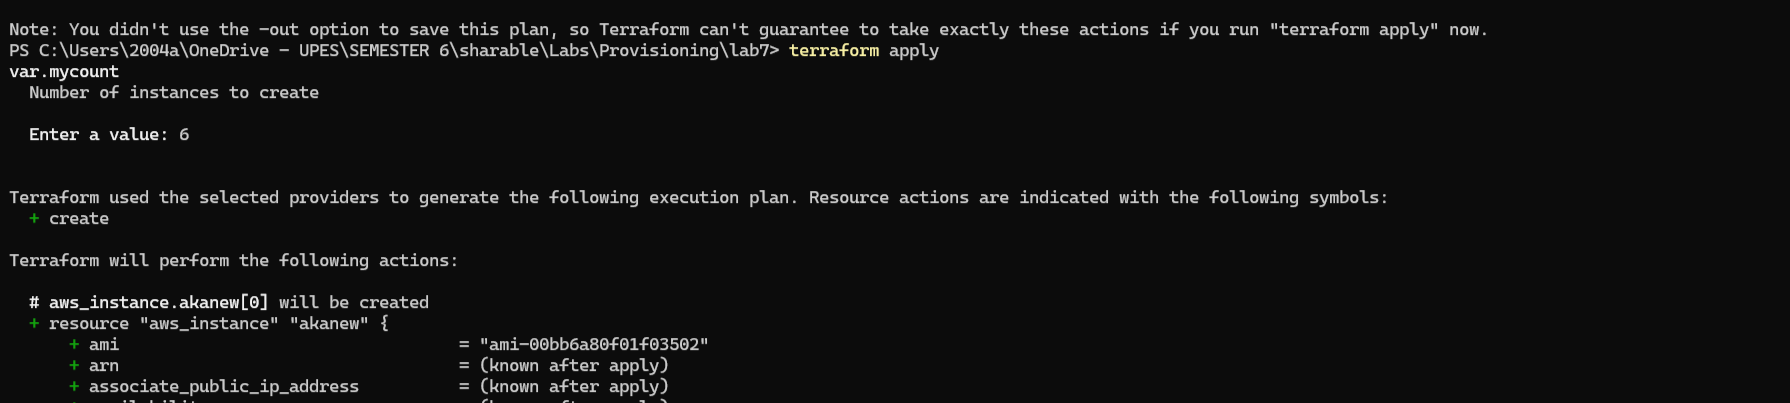 Note: You didn't use the -out option to save this plan, so Terraform can't guarantee to take exactly these actions if you run "terraform apply" now.
PS C:\Users\2004a\OneDrive - UPES\SEMESTER 6\sharable\Labs\Provisioning\lab7> terraform apply
var.mycount
Number of instances to create
Enter a value: 6
Terraform used the selected providers to generate the following execution plan. Resource actions are indicated with the following symbols:
+ create
Terraform will perform the following actions:
# aws_instance.akanew[0] will be created
+ resource "aws_instance" "akanew" {
+ ami = "ami-00bb6a80f01f03502"
+ arn = (known after apply)
+ associate_public_ip_address = (known after apply)